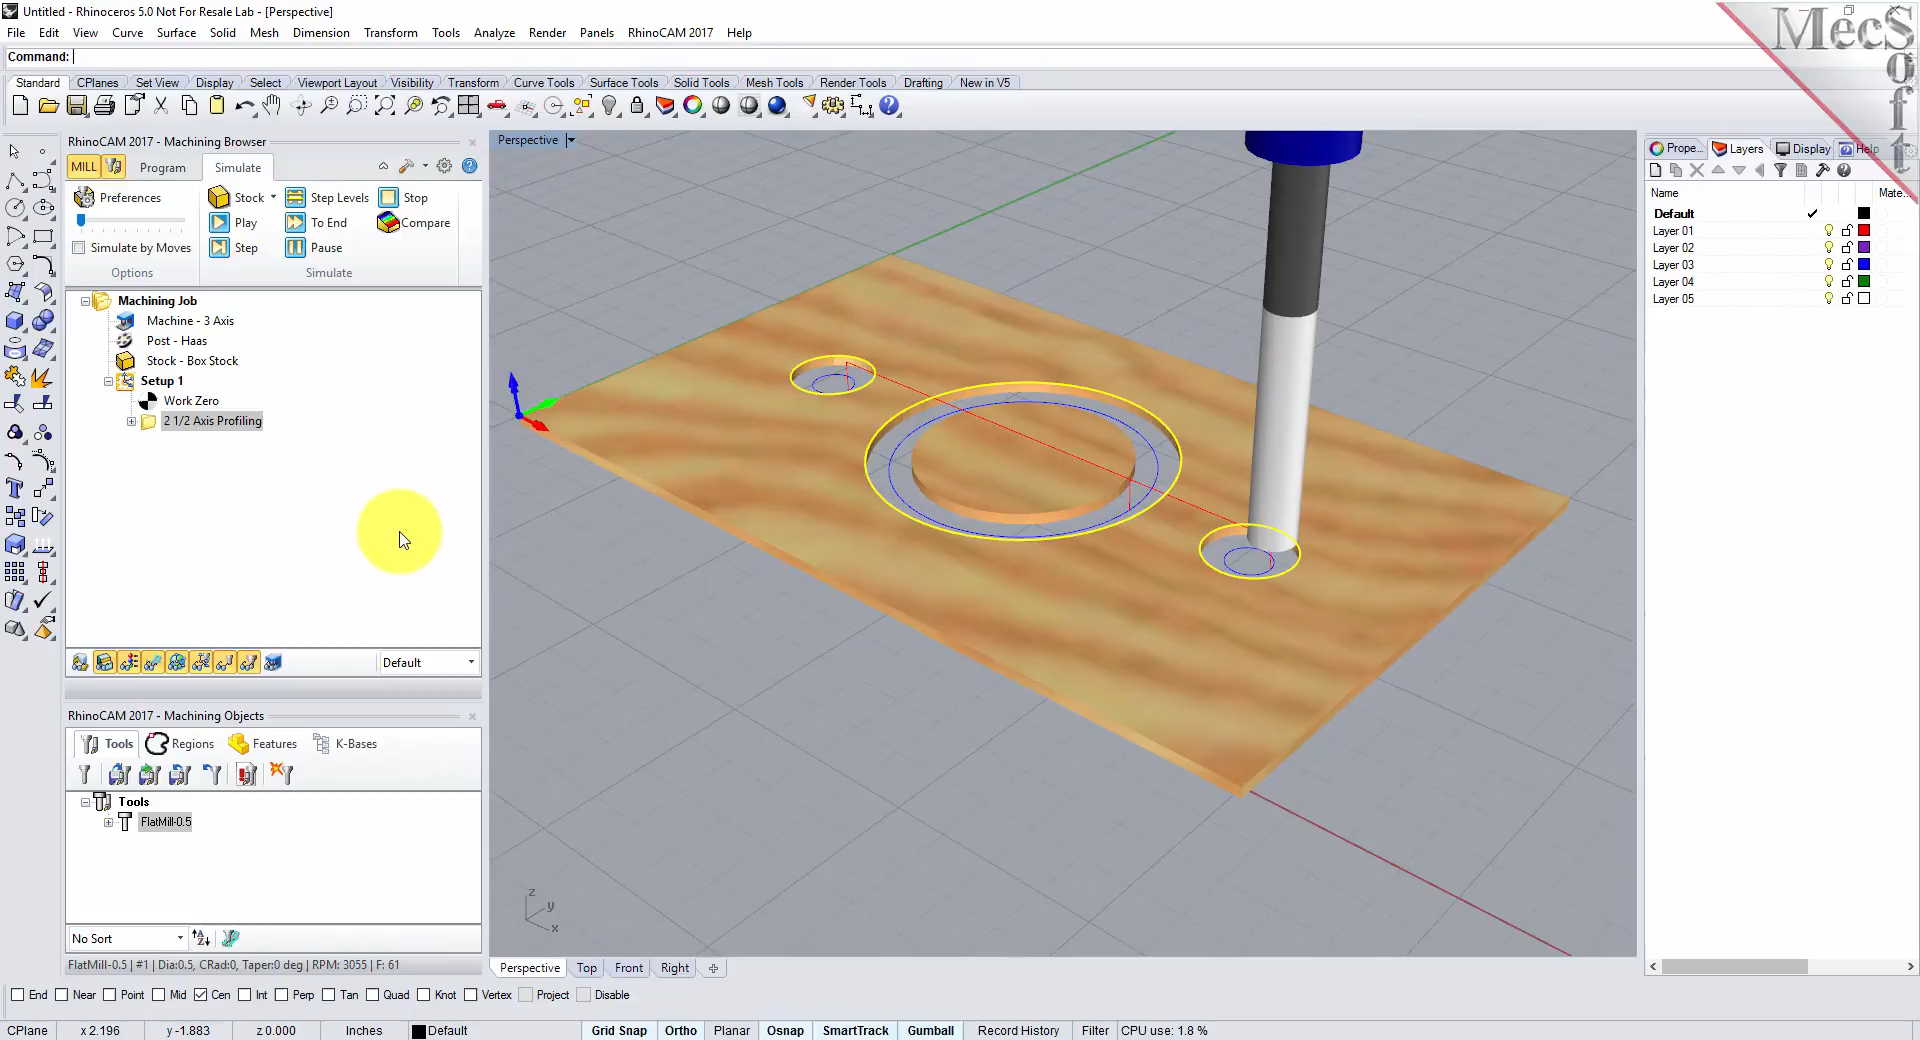 Untitled - Rhinoceros 5.0 Not For Resale Lab - [Perspective]
File Edit View Curve Surface Solid Mesh Dimension Transform Tools Analyze Render Panels RhinoCAM 2017 Help
Command:
Standard CPlanes Set View Display Select Viewport Layout Visibility Transform Curve Tools Surface Tools Solid Tools Mesh Tools Render Tools Drafting New in V5
MecSoft
RhinoCAM 2017 - Machining Browser
MILL Program Simulate
Preferences Stock Step Levels Stop
Play To End Compare
Simulate by Moves Step Pause
Options Simulate
Machining Job
Machine - 3 Axis
Post - Haas
Stock - Box Stock
Setup 1
Work Zero
2 1/2 Axis Profiling
Default
RhinoCAM 2017 - Machining Objects
Tools Regions Features K-Bases
Tools
FlatMill-0.5
No Sort
FlatMill-0.5 | #1 | Dia:0.5, CRad:0, Taper:0 deg | RPM: 3055 | F: 61
Perspective
z
y
x
Perspective Top Front Right
Prope... Layers Display Help
Name Mate...
Default
Layer 01
Layer 02
Layer 03
Layer 04
Layer 05
End Near Point Mid Cen Int Perp Tan Quad Knot Vertex Project Disable
CPlane x 2.196 y -1.883 z 0.000 Inches Default Grid Snap Ortho Planar Osnap SmartTrack Gumball Record History Filter CPU use: 1.8 %